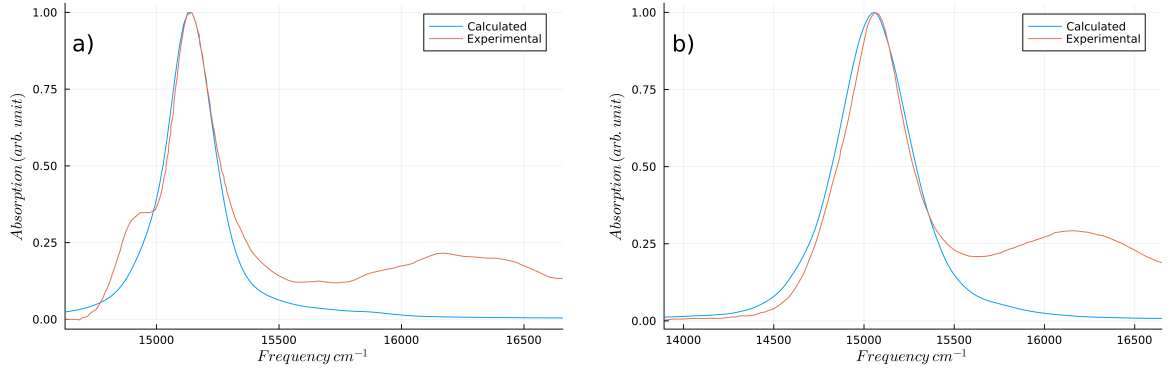 a)
Calculated
Experimental
1.00
0.75
0.50
0.25
0.00
Absorption (arb. unit)
15000 15500 16000 16500
Frequency cm⁻¹
b)
Calculated
Experimental
1.00
0.75
0.50
0.25
0.00
Absorption (arb. unit)
14000 14500 15000 15500 16000 16500
Frequency cm⁻¹